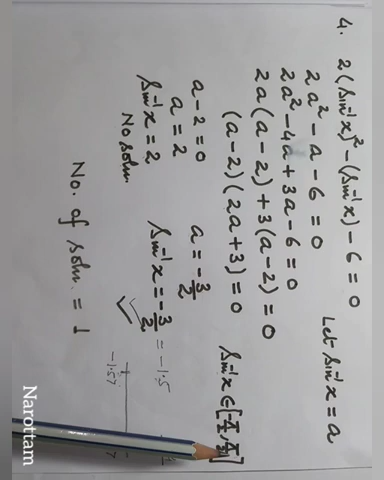 4. 2(sin⁻¹x)² - (sin⁻¹x) - 6 = 0
Let sin⁻¹x = a
2a² - a - 6 = 0
2a² - 4a + 3a - 6 = 0
2a(a-2) + 3(a-2) = 0
(a-2)(2a+3) = 0
sin⁻¹x ∈ [-π/2, π/2]
a - 2 = 0
a = 2
sin⁻¹x = 2
No soln.
a = -3/2
sin⁻¹x = -3/2 = -1.5
-1.57
No. of soln. = 1
Narottam